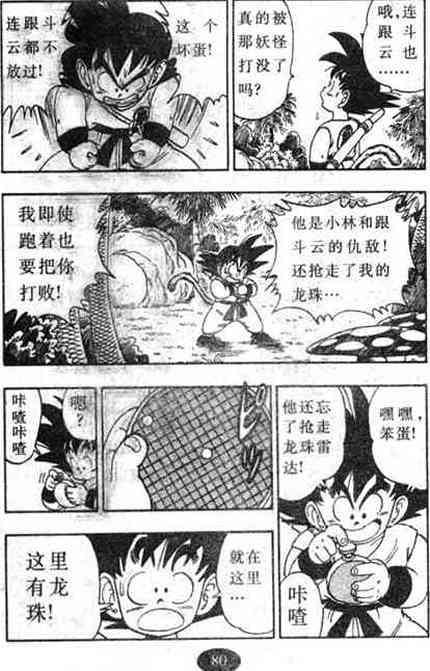 哦,连
跟斗
云也
……
真的被
那妖怪
打没了
吗?
这个
坏蛋!
连跟斗
云都不
放过!
他是小林和跟
斗云的仇敌!
还抢走了我的
龙珠…
我即使
跑着也
要把你
打败!
嘿嘿,
笨蛋!
他还忘
了抢走
龙珠雷
达!
咔喳
嗯?
咔喳咔喳
就在
这里
…
这里
有龙
珠!
80